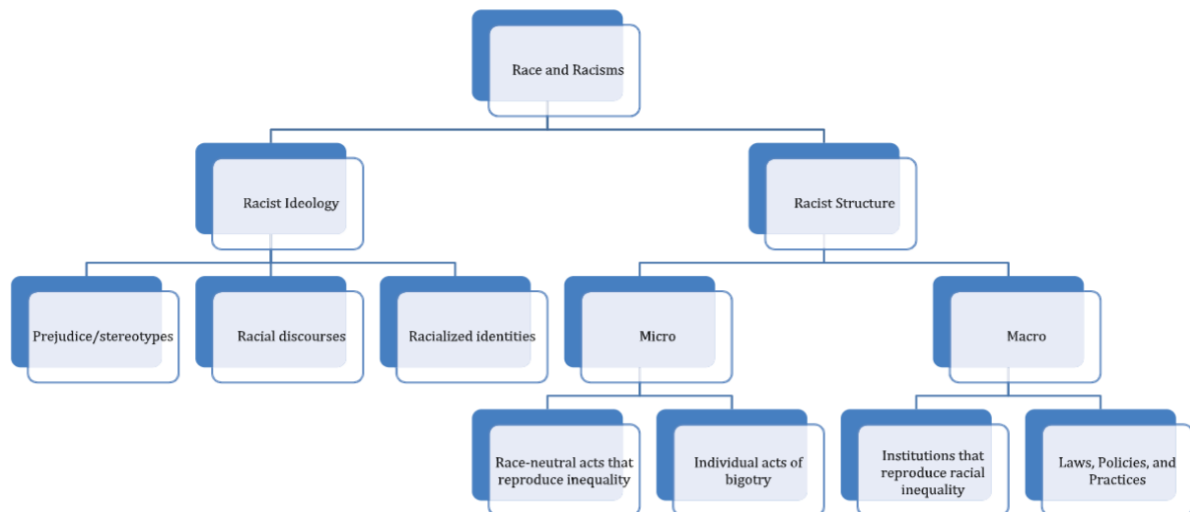 Race and Racisms
Racist Ideology
Racist Structure
Prejudice/stereotypes
Racial discourses
Racialized identities
Micro
Macro
Race-neutral acts that
reproduce inequality
Individual acts of
bigotry
Institutions that
reproduce racial
inequality
Laws, Policies, and
Practices